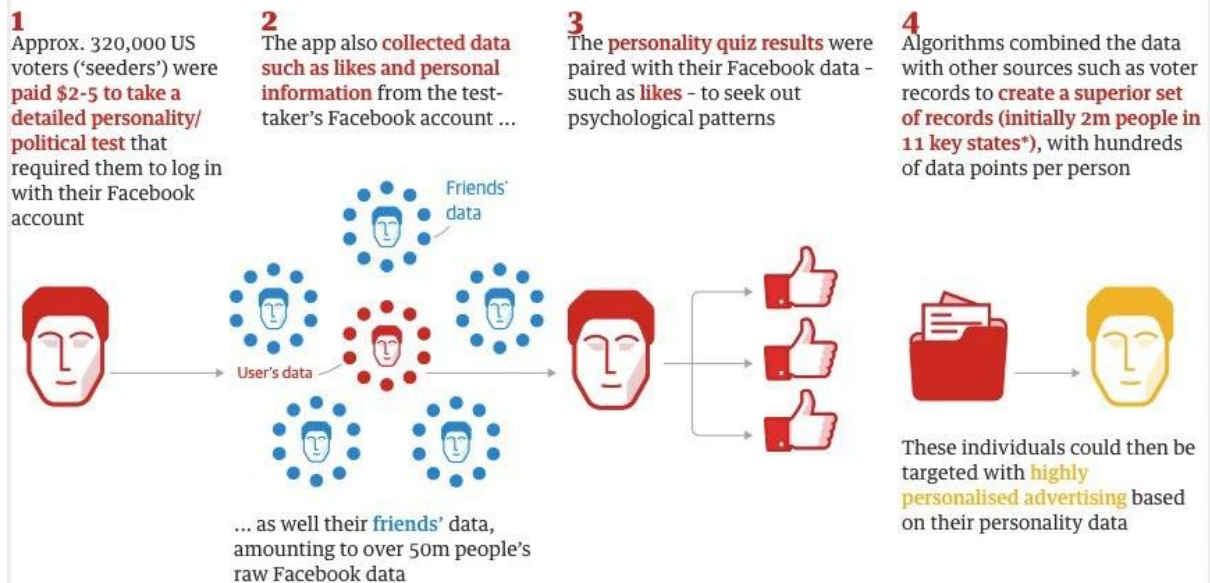 1
Approx. 320,000 US
voters (‘seeders’) were
paid $2-5 to take a
detailed personality/
political test that
required them to log in
with their Facebook
account
2
The app also collected data
such as likes and personal
information from the test-
taker’s Facebook account ...
Friends’
data
User’s data
... as well their friends’ data,
amounting to over 50m people’s
raw Facebook data
3
The personality quiz results were
paired with their Facebook data -
such as likes - to seek out
psychological patterns
4
Algorithms combined the data
with other sources such as voter
records to create a superior set
of records (initially 2m people in
11 key states*), with hundreds
of data points per person
These individuals could then be
targeted with highly
personalised advertising based
on their personality data